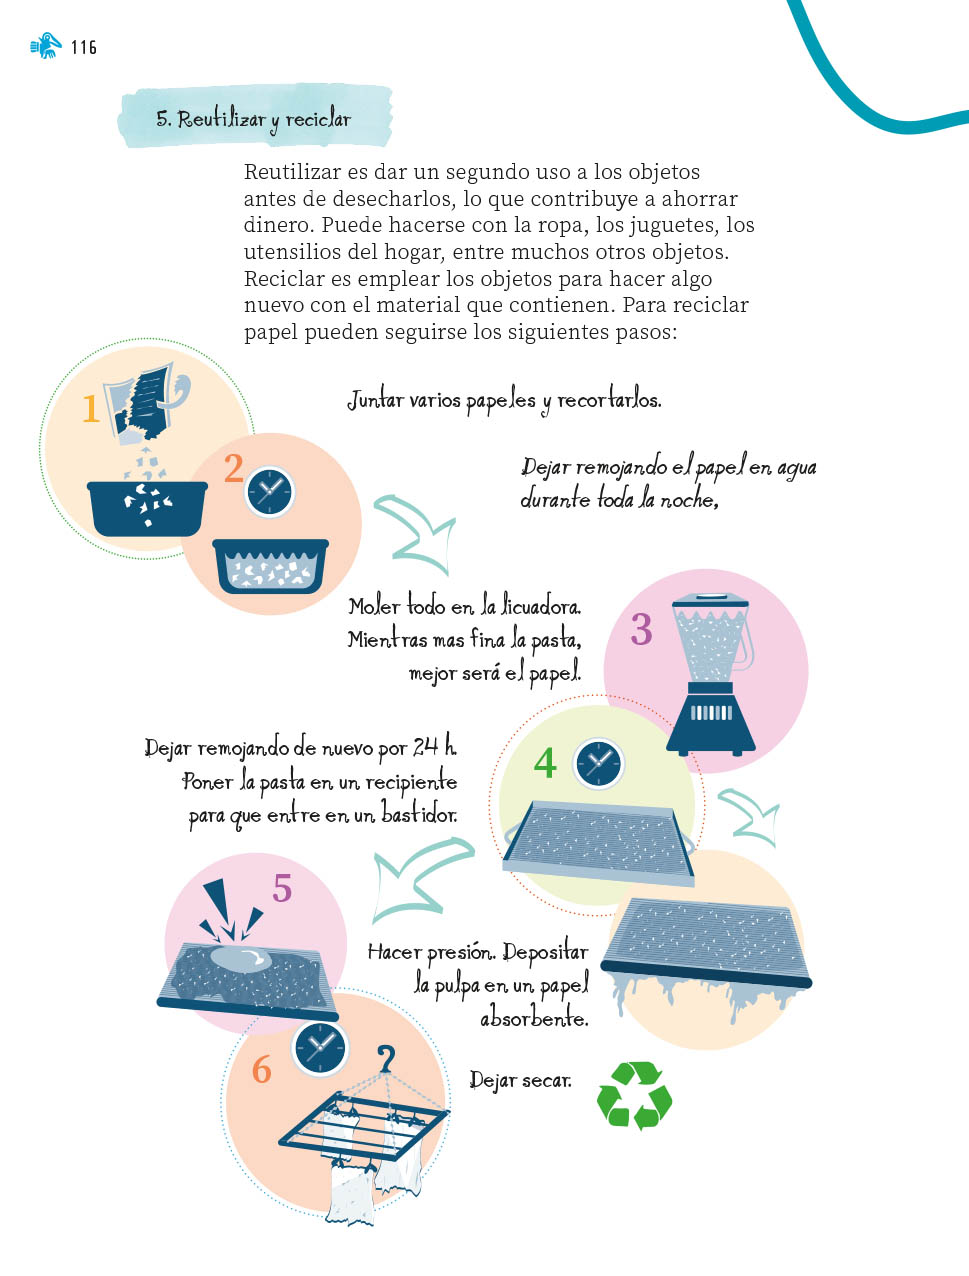 116
5. Reutilizar y reciclar
Reutilizar es dar un segundo uso a los objetos
antes de desecharlos, lo que contribuye a ahorrar
dinero. Puede hacerse con la ropa, los juguetes, los
utensilios del hogar, entre muchos otros objetos.
Reciclar es emplear los objetos para hacer algo
nuevo con el material que contienen. Para reciclar
papel pueden seguirse los siguientes pasos:
1
Juntar varios papeles y recortarlos.
2
Dejar remojando el papel en agua
durante toda la noche,
3
Moler todo en la licuadora.
Mientras mas fina la pasta,
mejor será el papel.
4
Dejar remojando de nuevo por 24 h.
Poner la pasta en un recipiente
para que entre en un bastidor.
5
Hacer presión. Depositar
la pulpa en un papel
absorbente.
6
Dejar secar.